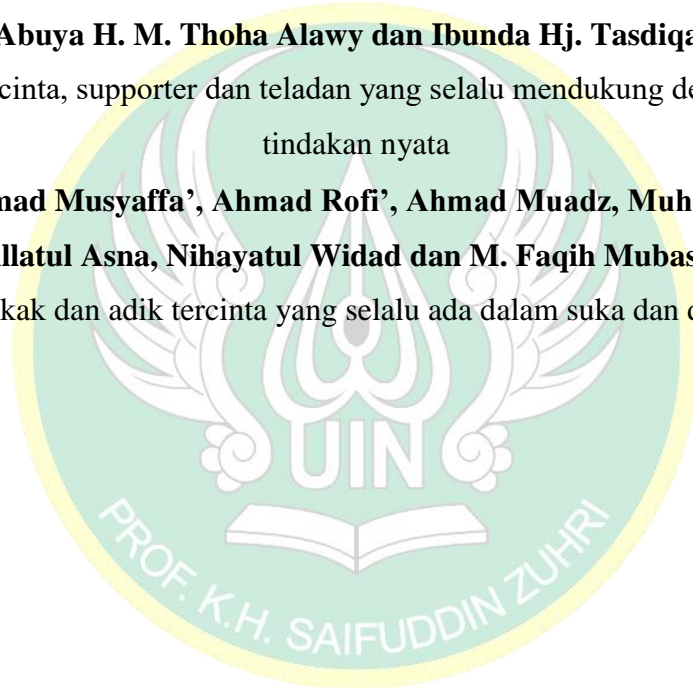 Abuya H. M. Thoha Alawy dan Ibunda Hj. Tasdiqa
cinta, supporter dan teladan yang selalu mendukung de
tindakan nyata
mad Musyaffa’, Ahmad Rofi’, Ahmad Muadz, Muh
llatul Asna, Nihayatul Widad dan M. Faqih Mubas
kak dan adik tercinta yang selalu ada dalam suka dan d
UIN
PROF. K.H. SAIFUDDIN ZUHRI